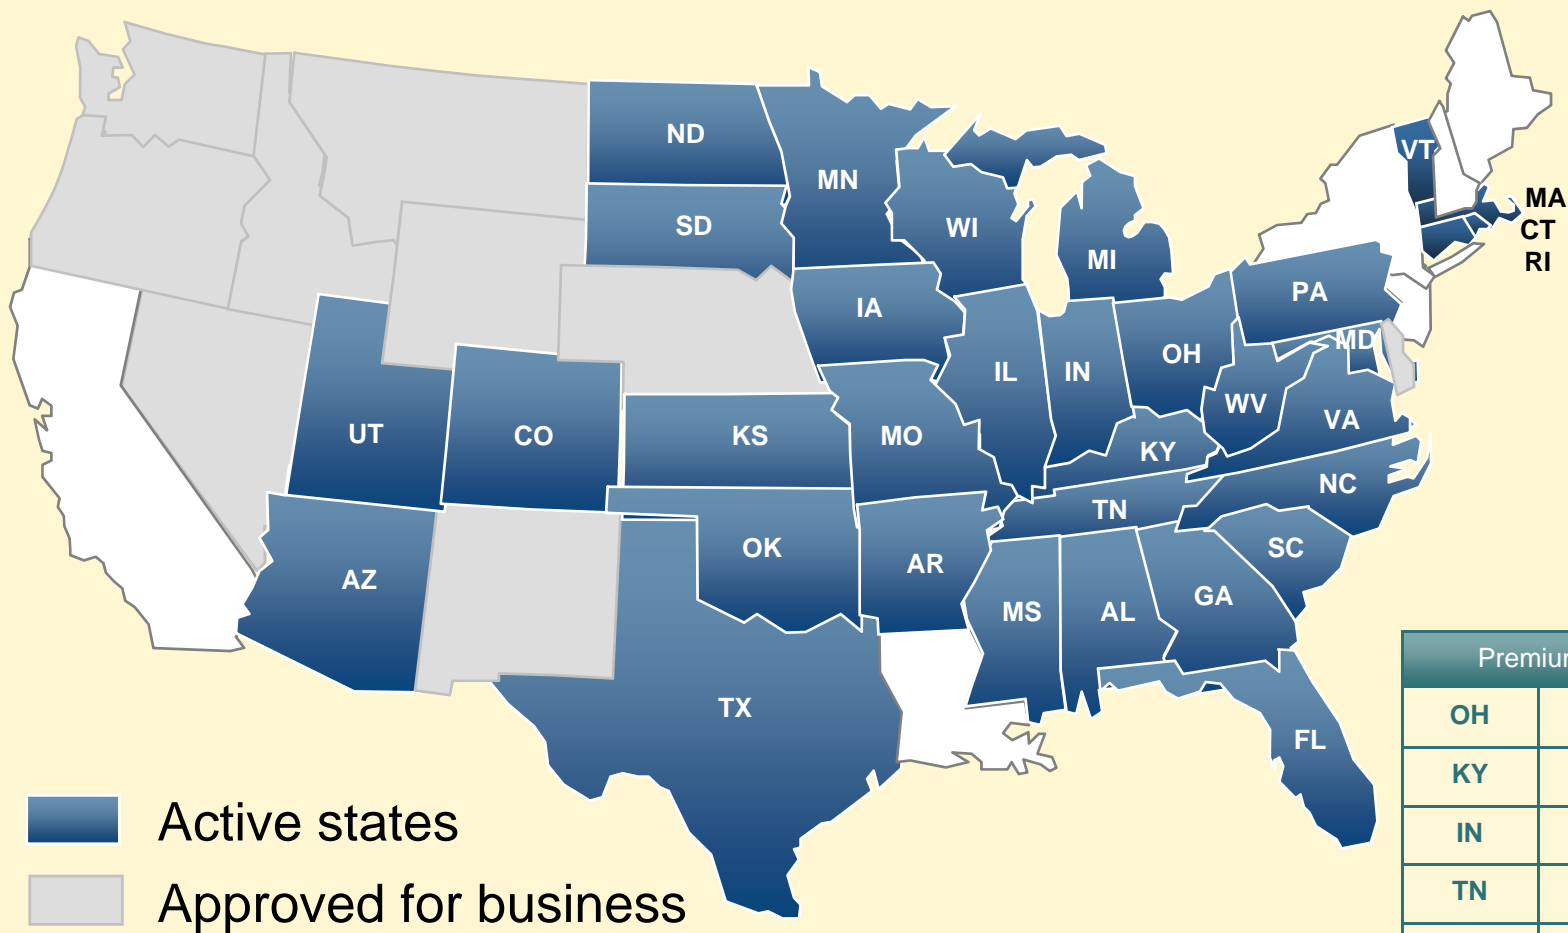 ND
MN
VT
SD
WI
MI
MA
CT
RI
IA
PA
MD
OH
IL
IN
WV
VA
UT
CO
KS
MO
KY
NC
TN
OK
SC
AR
AZ
GA
MS
AL
TX
FL
Active states
Approved for business
Premiu
OH
KY
IN
TN